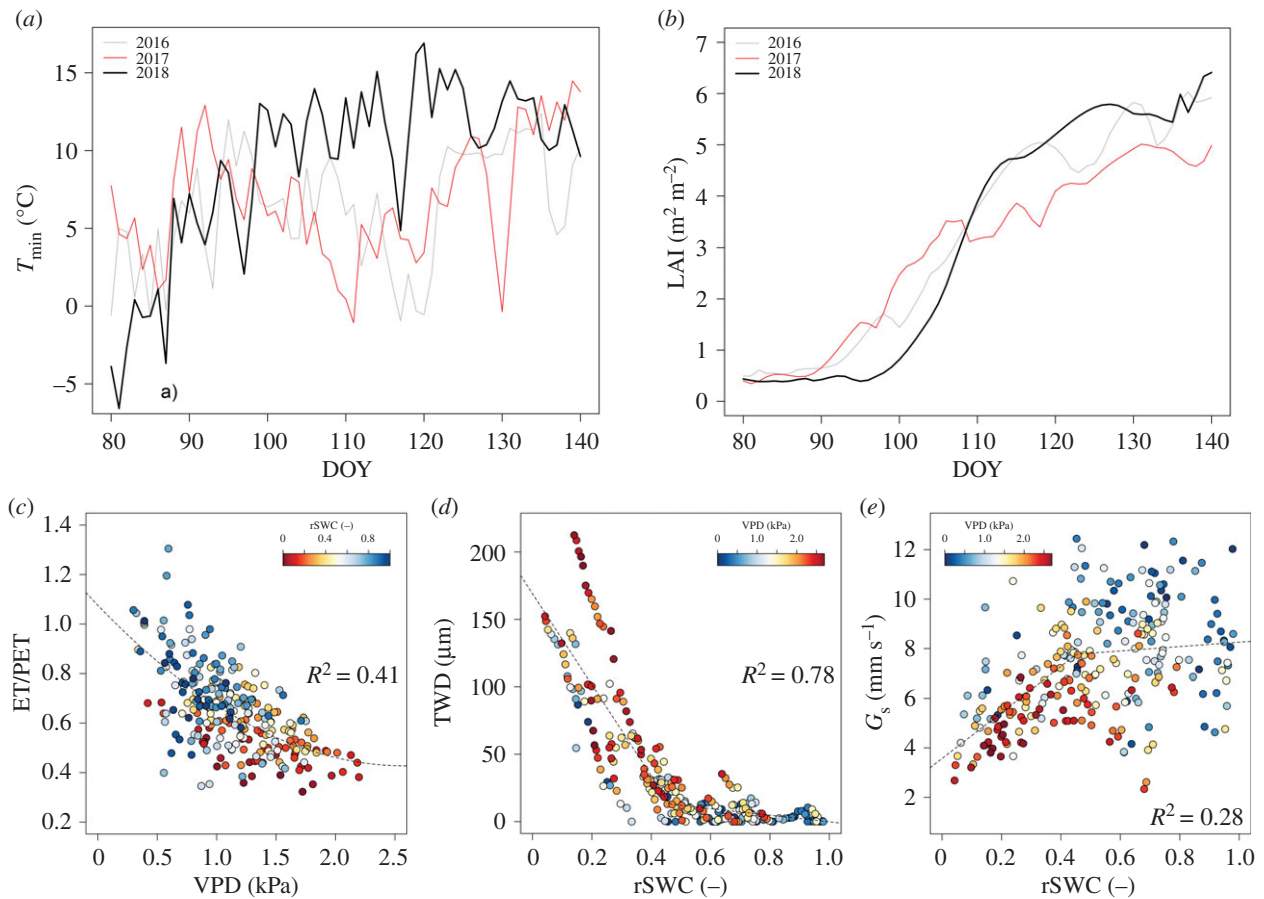 (a)
2016
2017
2018
15
10
5
0
−5
T min (°C)
a)
80 90 100 110 120 130 140
DOY
(b)
2016
2017
2018
7
6
5
4
3
2
1
0
LAI (m² m⁻²)
80 90 100 110 120 130 140
DOY
(c)
rSWC (–)
0 0.4 0.8
1.4
1.2
1.0
0.8
0.6
0.4
0.2
ET/PET
R² = 0.41
0 0.5 1.0 1.5 2.0 2.5
VPD (kPa)
(d)
VPD (kPa)
0 1.0 2.0
200
150
100
50
0
TWD (µm)
R² = 0.78
0 0.2 0.4 0.6 0.8 1.0
rSWC (–)
(e)
VPD (kPa)
0 1.0 2.0
12
10
8
6
4
2
G s (mm s⁻¹)
R² = 0.28
0 0.2 0.4 0.6 0.8 1.0
rSWC (–)